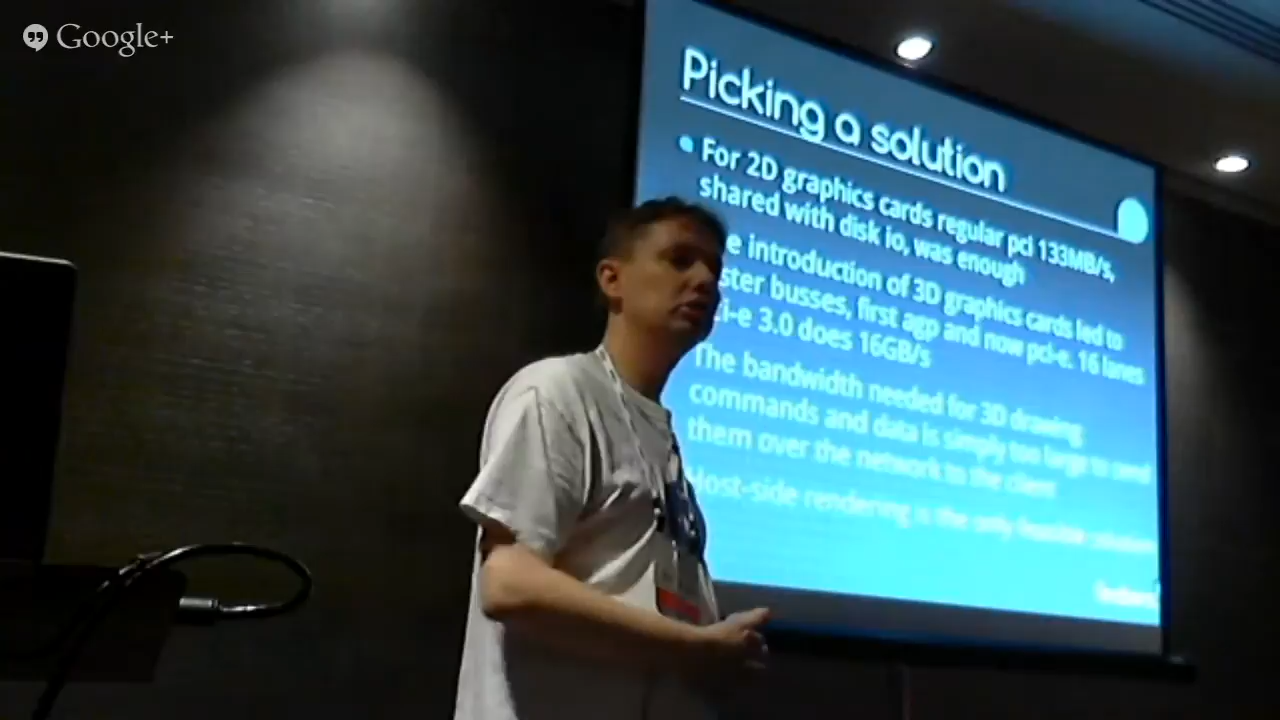 Google+
Picking a solution
For 2D graphics cards regular pci 133MB/s,
shared with disk io, was enough
introduction of 3D graphics cards led to
busses, first agp and now pci-e. 16 lanes
3.0 does 16GB/s
The bandwidth needed for 3D drawing
commands and data is simply too large to send
them over the network to the client
Host-side rendering is the only feasible solution